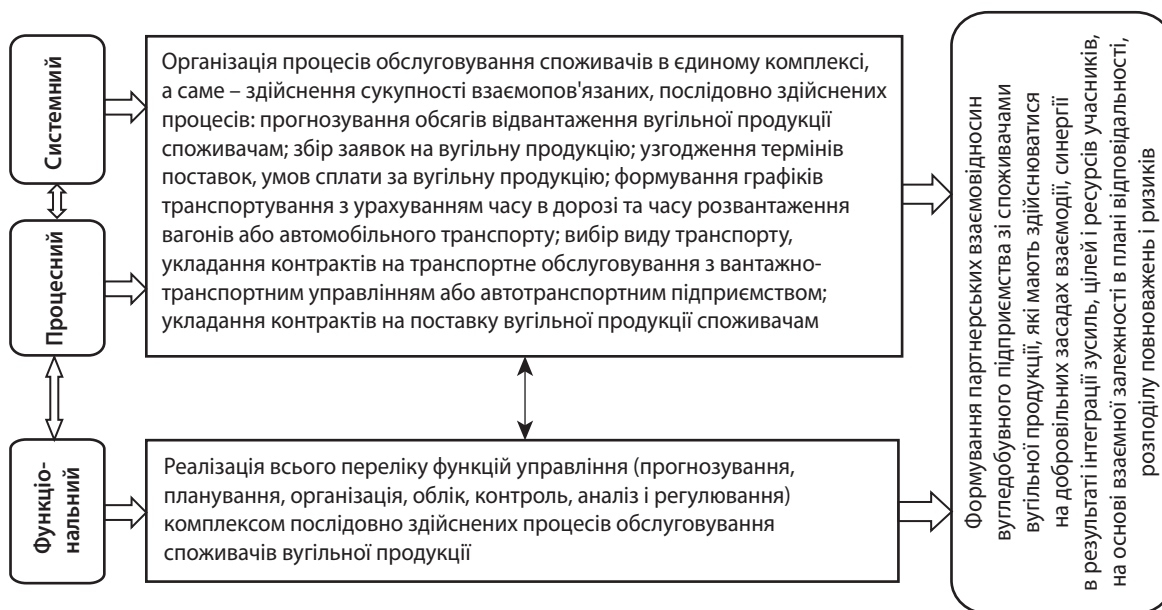 Системний
Процесний
Функціо-
нальний
Організація процесів обслуговування споживачів в єдиному комплексі,
а саме – здійснення сукупності взаємопов'язаних, послідовно здійснених
процесів: прогнозування обсягів відвантаження вугільної продукції
споживачам; збір заявок на вугільну продукцію; узгодження термінів
поставок, умов сплати за вугільну продукцію; формування графіків
транспортування з урахуванням часу в дорозі та часу розвантаження
вагонів або автомобільного транспорту; вибір виду транспорту,
укладання контрактів на транспортне обслуговування з вантажно-
транспортним управлінням або автотранспортним підприємством;
укладання контрактів на поставку вугільної продукції споживачам
Реалізація всього переліку функцій управління (прогнозування,
планування, організація, облік, контроль, аналіз і регулювання)
комплексом послідовно здійснених процесів обслуговування
споживачів вугільної продукції
Формування партнерських взаємовідносин
вугледобувного підприємства зі споживачами
вугільної продукції, які мають здійснюватися
на добровільних засадах взаємодії, синергії
в результаті інтеграції зусиль, цілей і ресурсів учасників,
на основі взаємної залежності в плані відповідальності,
розподілу повноважень і ризиків